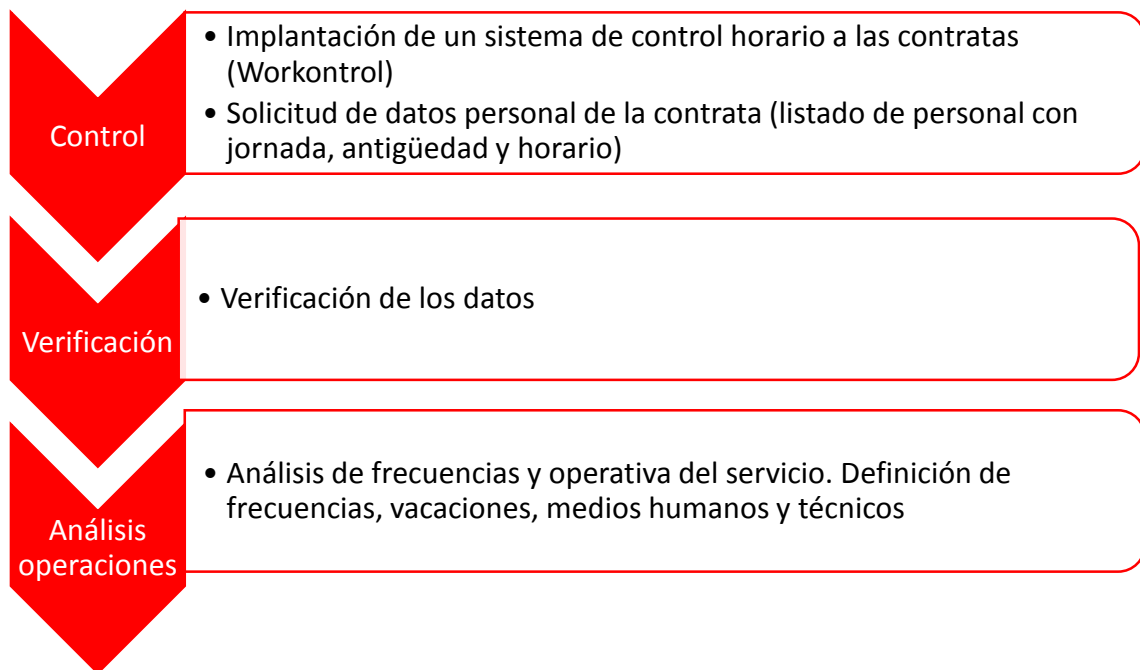 Control
• Implantación de un sistema de control horario a las contratas
(Workontrol)
• Solicitud de datos personal de la contrata (listado de personal con
jornada, antigüedad y horario)
Verificación
• Verificación de los datos
Análisis
operaciones
• Análisis de frecuencias y operativa del servicio. Definición de
frecuencias, vacaciones, medios humanos y técnicos